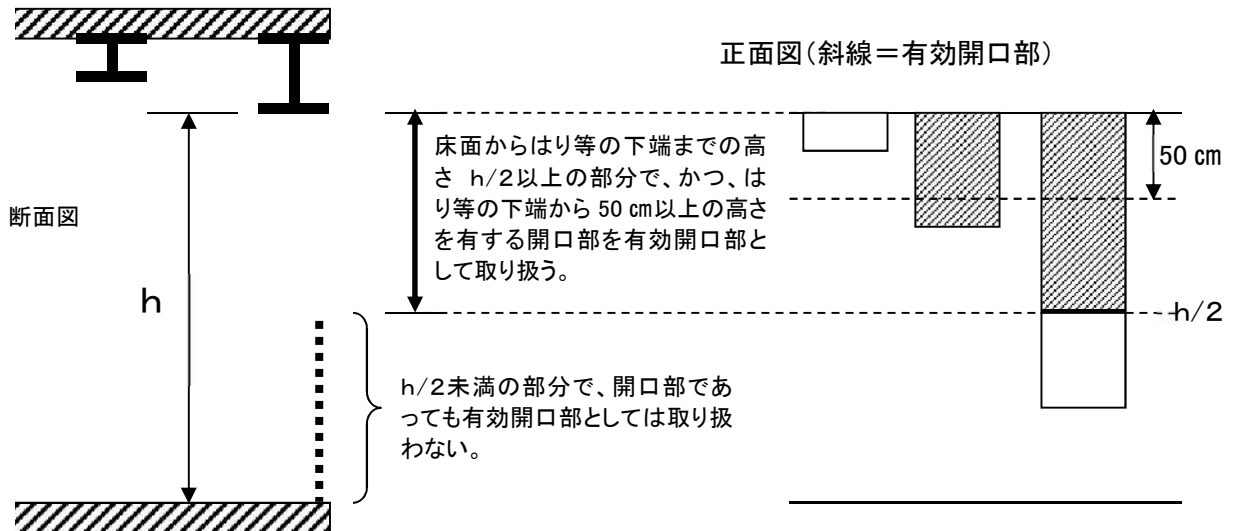 正面図(斜線=有効開口部)
床面からはり等の下端までの高
さ h/2以上の部分で、かつ、は
り等の下端から 50 ㎝以上の高さ
を有する開口部を有効開口部と
して取り扱う。
50 ㎝
断面図
h
h/2
h/2未満の部分で、開口部であ
っても有効開口部としては取り扱
わない。